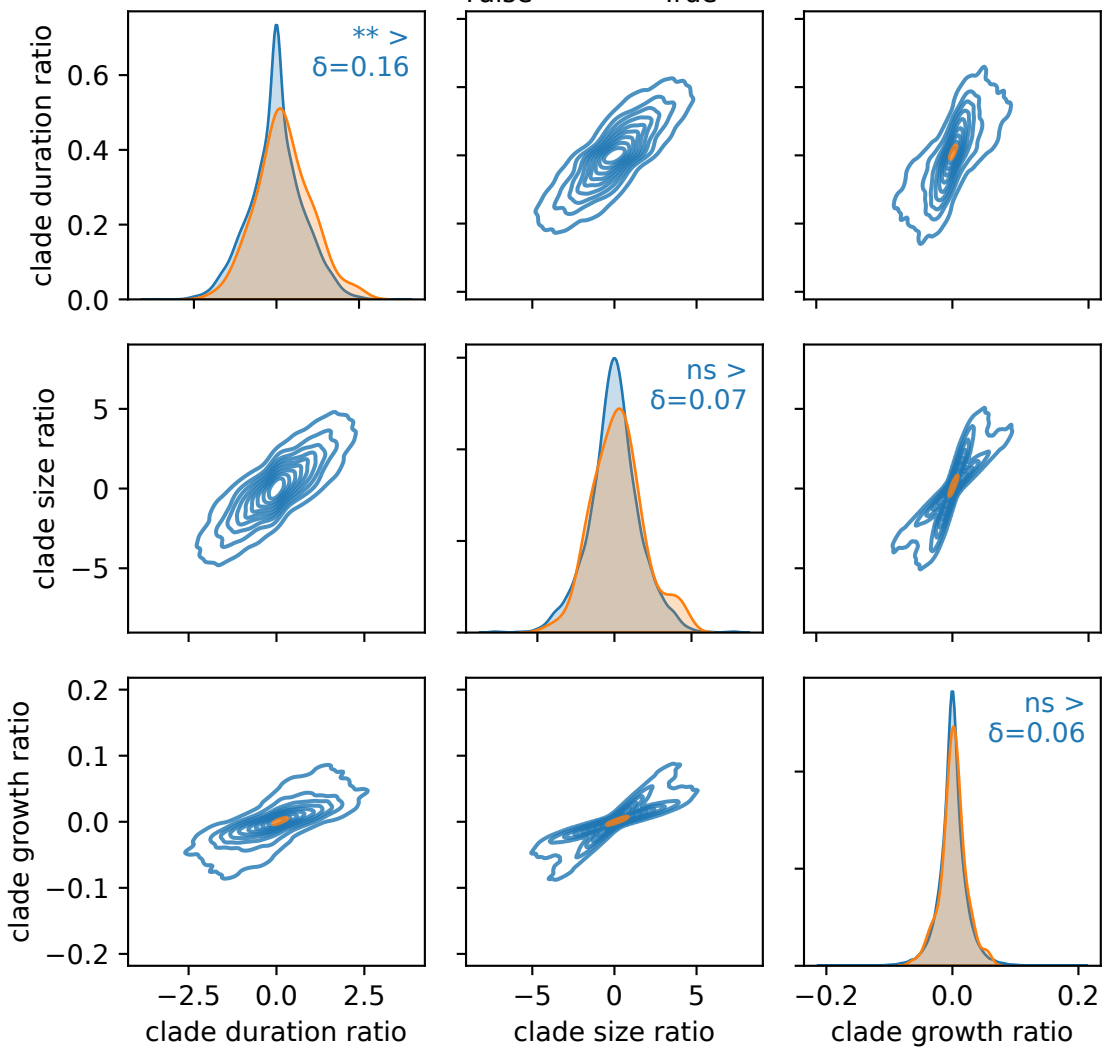 False True
** >
δ=0.16
clade duration ratio
0.6
0.4
0.2
0.0
ns >
δ=0.07
clade size ratio
5
0
−5
ns >
δ=0.06
clade growth ratio
0.2
0.1
0.0
−0.1
−0.2
−2.5 0.0 2.5
−5 0 5
−0.2 0.0 0.2
clade duration ratio
clade size ratio
clade growth ratio